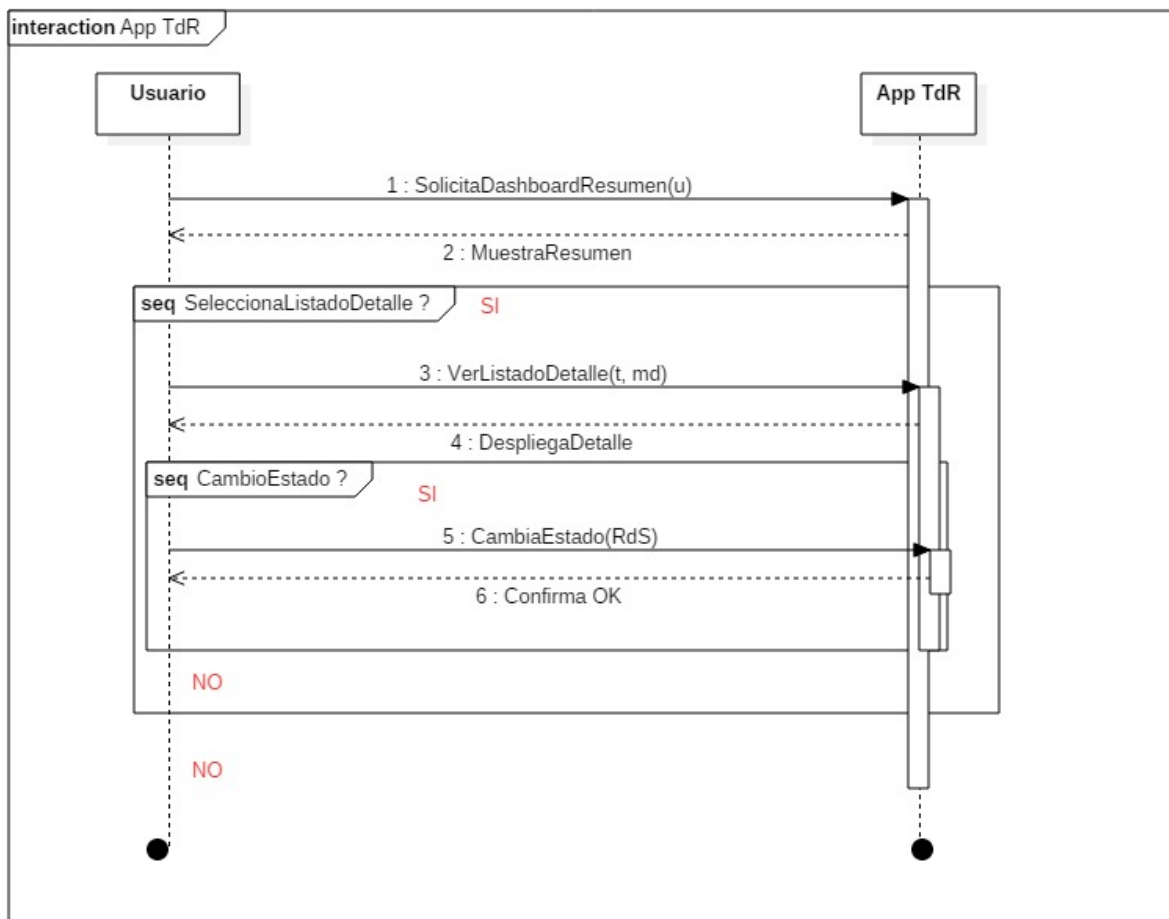 interaction App TdR
Usuario
App TdR
1 : SolicitaDashboardResumen(u)
2 : MuestraResumen
seq SeleccionaListadoDetalle ?
SI
3 : VerListadoDetalle(t, md)
4 : DespliegaDetalle
seq CambioEstado ?
SI
5 : CambiaEstado(RdS)
6 : Confirma OK
NO
NO